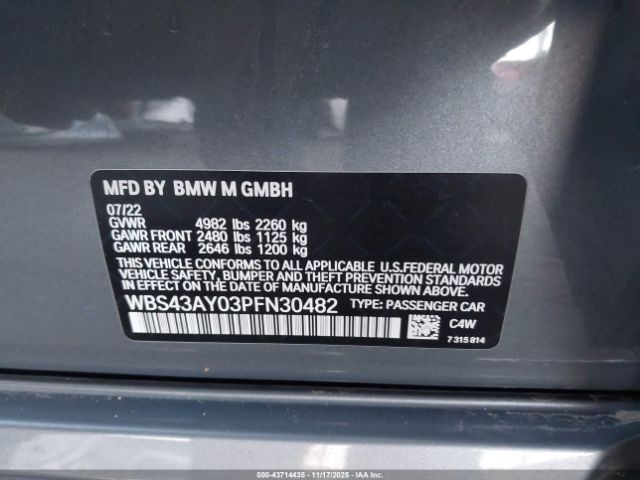 MFD BY BMW M GMBH
07/22
GVWR 4982 lbs 2260 kg
GAWR FRONT 2480 lbs 1125 kg
GAWR REAR 2646 lbs 1200 kg
THIS VEHICLE CONFORMS TO ALL APPLICABLE U.S.FEDERAL MOTOR
VEHICLE SAFETY, BUMPER AND THEFT PREVENTION STANDARDS
IN EFFECT ON THE DATE OF MANUFACTURE SHOWN ABOVE.
WBS43AY03PFN30482 TYPE: PASSENGER CAR
C4W
7 315 814
000-43714435 - 11/17/2025 - IAAI.COM